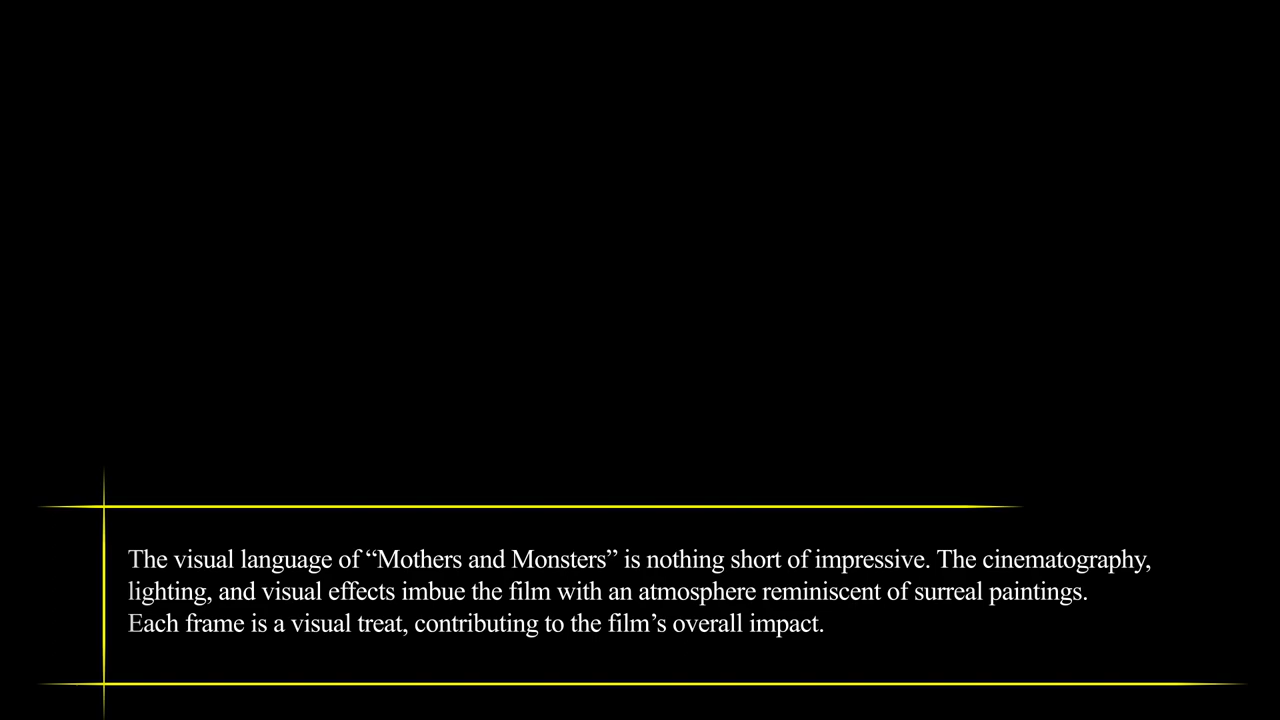 The visual language of “Mothers and Monsters” is nothing short of impressive. The cinematography,
lighting, and visual effects imbue the film with an atmosphere reminiscent of surreal paintings.
Each frame is a visual treat, contributing to the film’s overall impact.